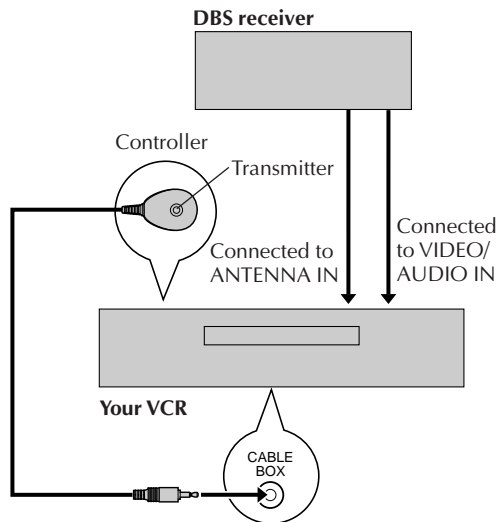 DBS receiver
Controller
Transmitter
Connected to
ANTENNA IN
Connected
to VIDEO/
AUDIO IN
Your VCR
CABLE
BOX